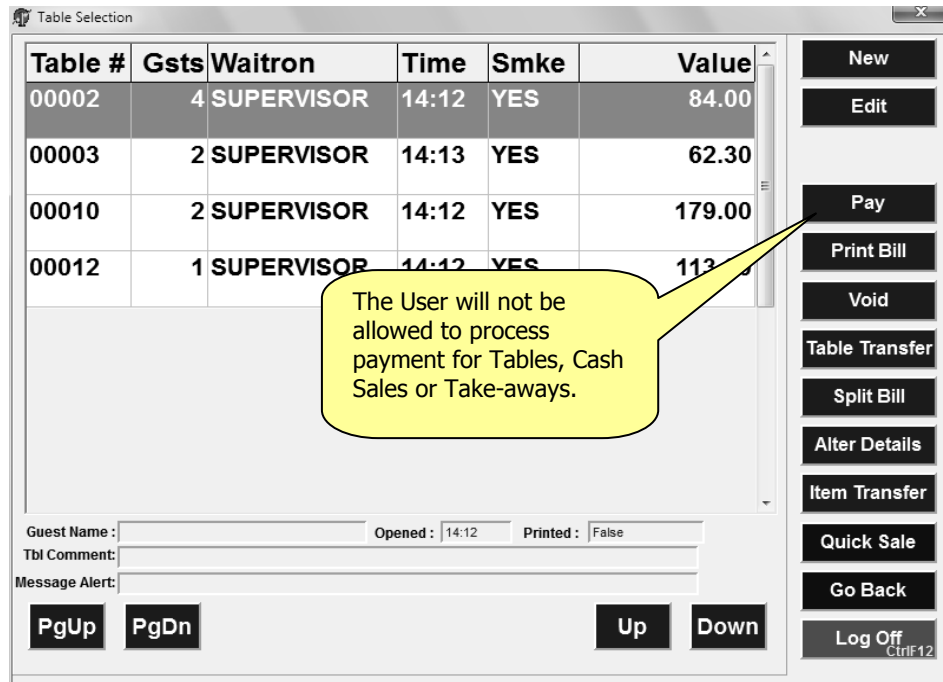 Table Selection
Table # Gsts Waitron Time Smke Value
00002 4 SUPERVISOR 14:12 YES 84.00
00003 2 SUPERVISOR 14:13 YES 62.30
00010 2 SUPERVISOR 14:12 YES 179.00
00012 1 SUPERVISOR 14:12 YES
The User will not be
allowed to process
payment for Tables, Cash
Sales or Take-aways.
Guest Name : Opened : 14:12 Printed : False
Tbl Comment:
Message Alert:
PgUp PgDn Up Down
New
Edit
Pay
Print Bill
Void
Table Transfer
Split Bill
Alter Details
Item Transfer
Quick Sale
Go Back
Log Off
CtrlF12